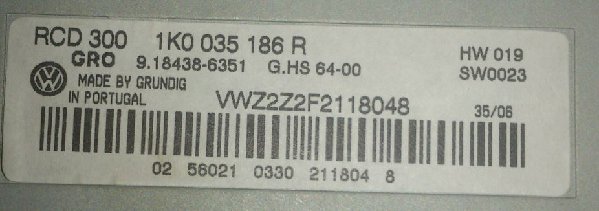 RCD 300 1K0 035 186 R
GRO 9.18438-6351 G.HS 64-00 HW 019
MADE BY GRUNDIG SW0023
IN PORTUGAL VWZ2Z2F2118048 35/06
02 56021 0330 211804 8